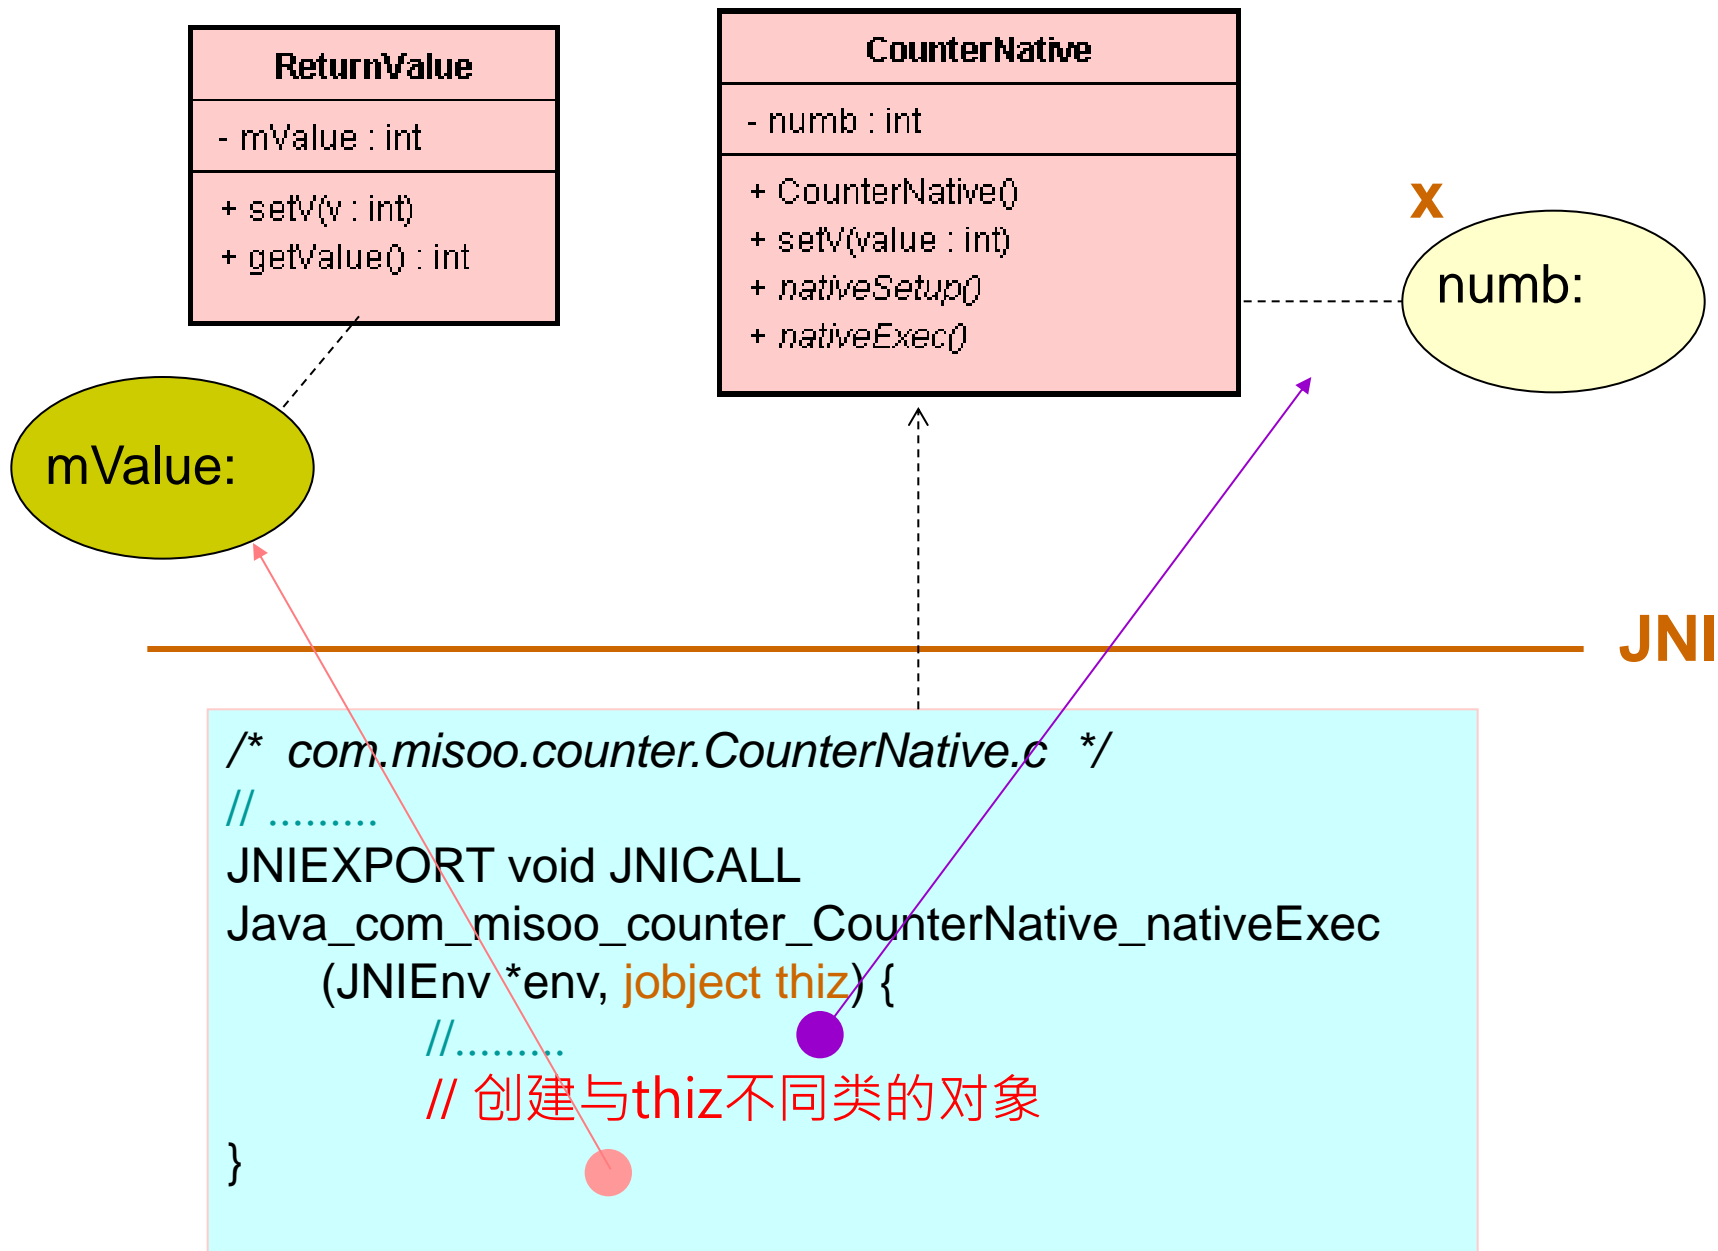 ReturnValue
- mValue : int
+ setV(v : int)
+ getValue() : int
CounterNative
- numb : int
+ CounterNative()
+ setV(value : int)
+ nativeSetup()
+ nativeExec()
x
numb:
mValue:
JNI
/*  com.misoo.counter.CounterNative.c  */
// .........
JNIEXPORT void JNICALL
Java_com_misoo_counter_CounterNative_nativeExec
(JNIEnv *env, jobject thiz) {
//.........
// 创建与thiz不同类的对象
}